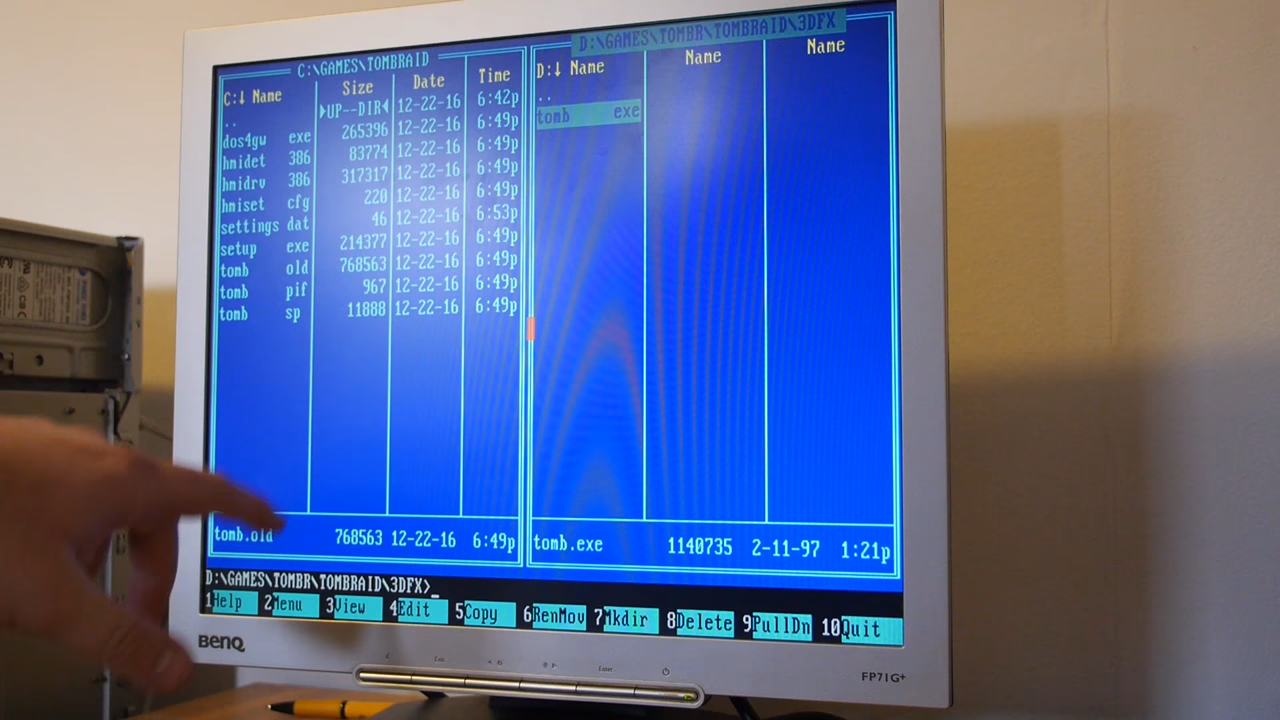 C:\GAMES\TOMBRAID
D:\GAMES\TOMBR\TOMBRAID\3DFX
C:↓ Name Size Date Time
D:↓ Name Name Name
.. ►UP--DIR◄ 12-22-16 6:42p
dos4gw exe 265396 12-22-16 6:49p
hmidet 386 83774 12-22-16 6:49p
hmidrv 386 317317 12-22-16 6:49p
hmiset cfg 220 12-22-16 6:49p
settings dat 46 12-22-16 6:53p
setup exe 214377 12-22-16 6:49p
tomb old 768563 12-22-16 6:49p
tomb pif 967 12-22-16 6:49p
tomb sp 11888 12-22-16 6:49p
..
tomb exe
tomb.old 768563 12-22-16 6:49p
tomb.exe 1140735 2-11-97 1:21p
D:\GAMES\TOMBR\TOMBRAID\3DFX>_
1Help 2Menu 3View 4Edit 5Copy 6RenMov 7Mkdir 8Delete 9PullDn 10Quit
BenQ
Enter
FP71G+